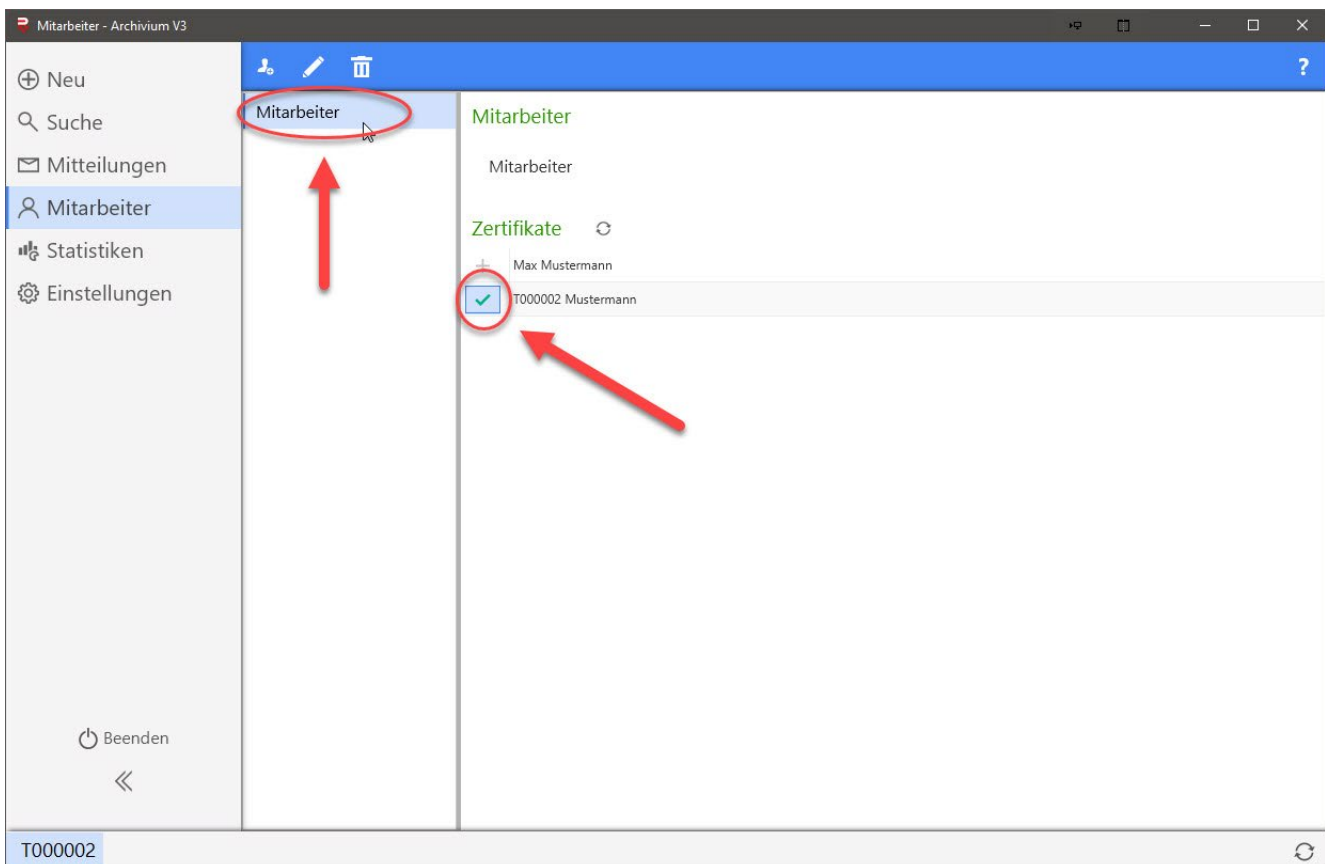 Mitarbeiter - Archivium V3
?
Neu
Suche
Mitteilungen
Mitarbeiter
Statistiken
Einstellungen
Beenden
Mitarbeiter
Mitarbeiter
Mitarbeiter
Zertifikate
Max Mustermann
T000002 Mustermann
T000002